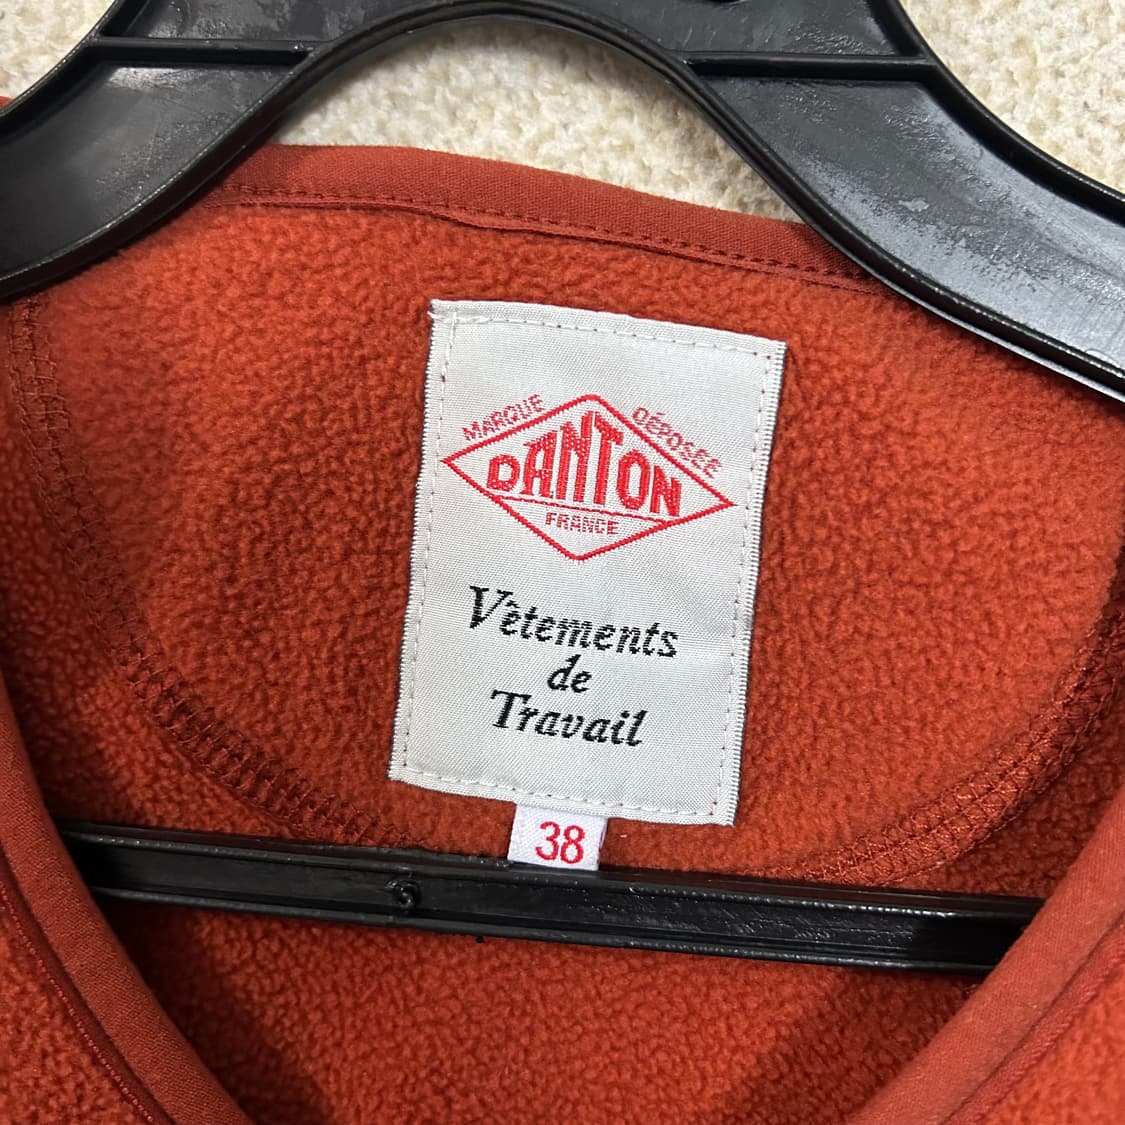 MARQUE DÉPOSÉE
DANTON
FRANCE
Vêtements
de
Travail
38